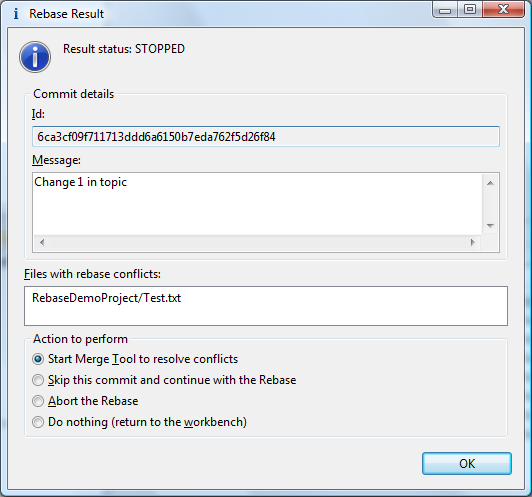 Rebase Result
Result status: STOPPED
Commit details
Id:
6ca3cf09f711713ddd6a6150b7eda762f5d26f84
Message:
Change 1 in topic
Files with rebase conflicts:
RebaseDemoProject/Test.txt
Action to perform
Start Merge Tool to resolve conflicts
Skip this commit and continue with the Rebase
Abort the Rebase
Do nothing (return to the workbench)
OK